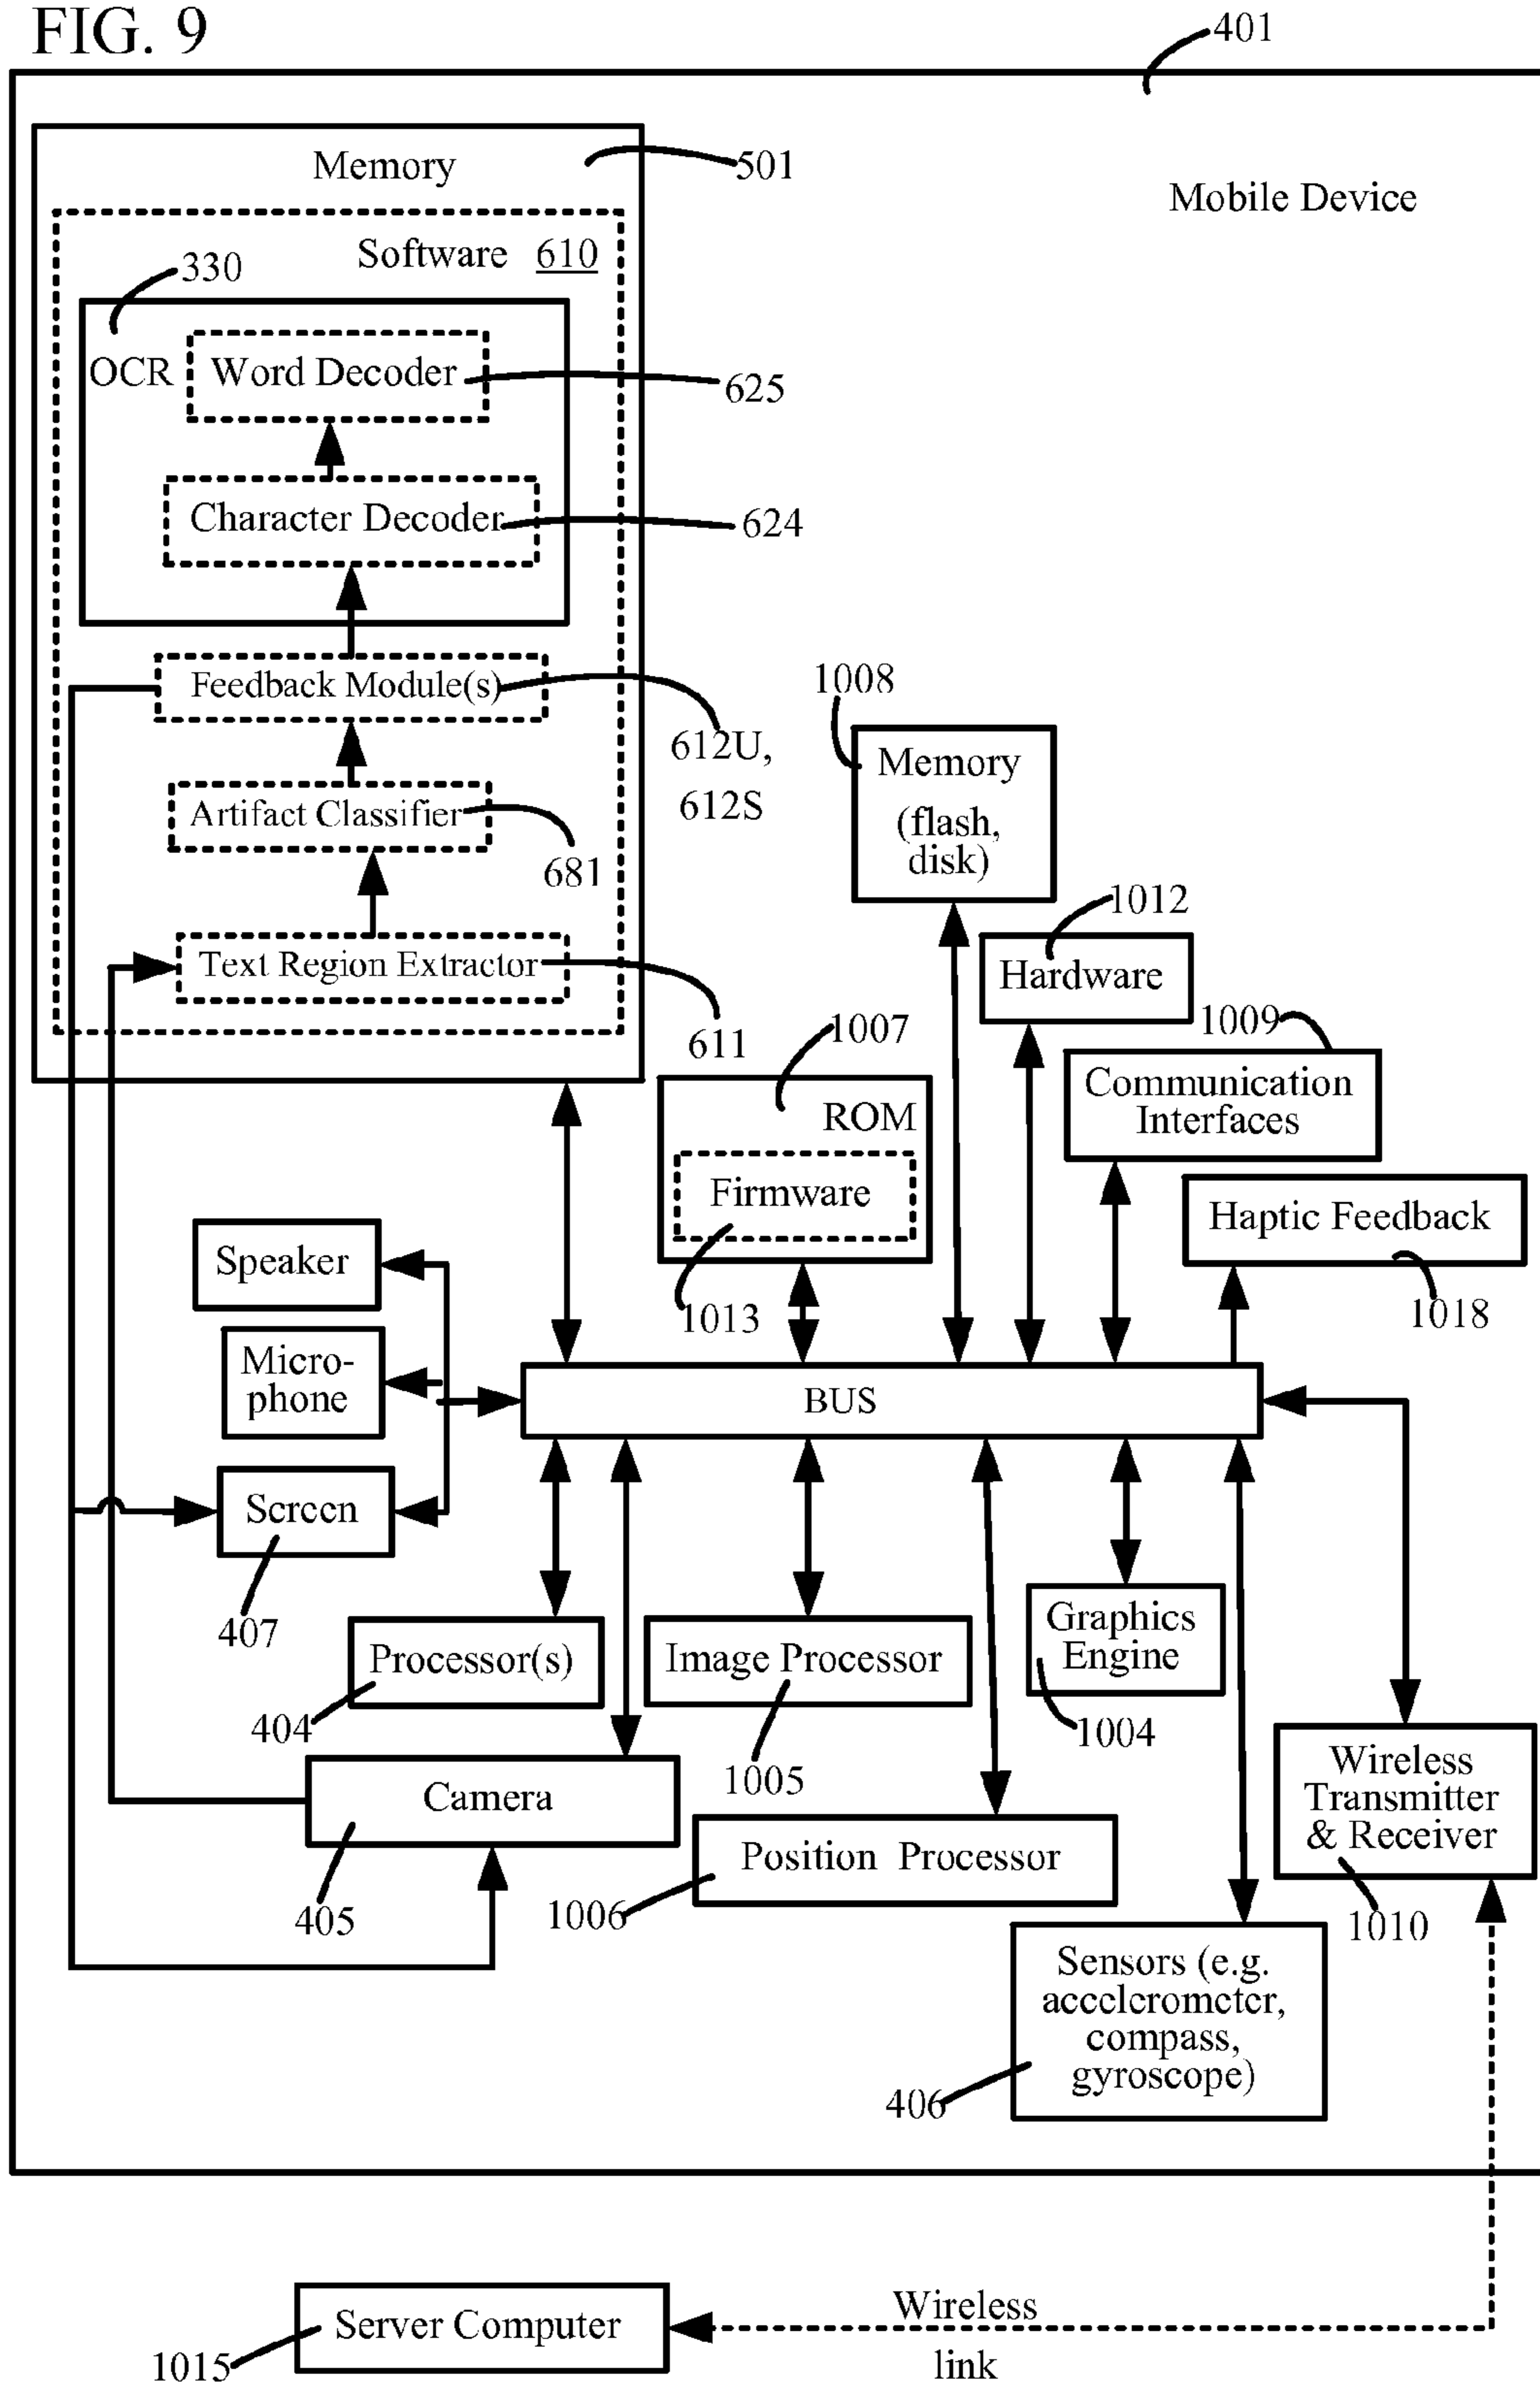 FIG. 9
401
Mobile Device
Memory
501
Software 610
330
OCR
Word Decoder
625
Character Decoder
624
Feedback Module(s)
612U,
612S
Artifact Classifier
681
Text Region Extractor
611
1008
Memory
(flash,
disk)
1012
Hardware
1009
Communication
Interfaces
1007
ROM
Firmware
1013
Haptic Feedback
1018
Speaker
Micro-
phone
Screen
407
BUS
Processor(s)
404
Image Processor
1005
Graphics
Engine
1004
Camera
405
Position Processor
1006
Wireless
Transmitter
& Receiver
1010
Sensors (e.g.
accelerometer,
compass,
gyroscope)
406
Server Computer
1015
Wireless
link